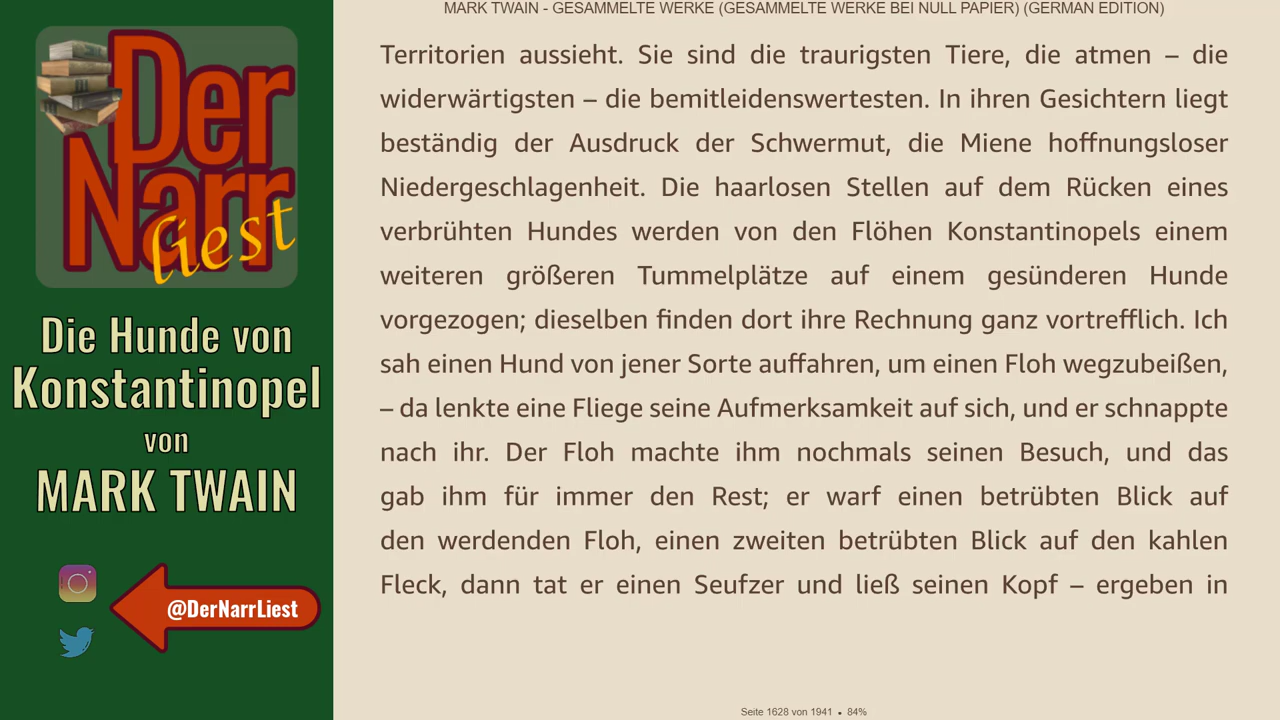 Der
Narr
liest
Die Hunde von
Konstantinopel
von
MARK TWAIN
@DerNarrLiest
MARK TWAIN - GESAMMELTE WERKE (GESAMMELTE WERKE BEI NULL PAPIER) (GERMAN EDITION)
Territorien aussieht. Sie sind die traurigsten Tiere, die atmen – die
widerwärtigsten – die bemitleidenswertesten. In ihren Gesichtern liegt
beständig der Ausdruck der Schwermut, die Miene hoffnungsloser
Niedergeschlagenheit. Die haarlosen Stellen auf dem Rücken eines
verbrühten Hundes werden von den Flöhen Konstantinopels einem
weiteren größeren Tummelplätze auf einem gesünderen Hunde
vorgezogen; dieselben finden dort ihre Rechnung ganz vortrefflich. Ich
sah einen Hund von jener Sorte auffahren, um einen Floh wegzubeißen,
– da lenkte eine Fliege seine Aufmerksamkeit auf sich, und er schnappte
nach ihr. Der Floh machte ihm nochmals seinen Besuch, und das
gab ihm für immer den Rest; er warf einen betrübten Blick auf
den werdenden Floh, einen zweiten betrübten Blick auf den kahlen
Fleck, dann tat er einen Seufzer und ließ seinen Kopf – ergeben in
Seite 1628 von 1941 • 84%